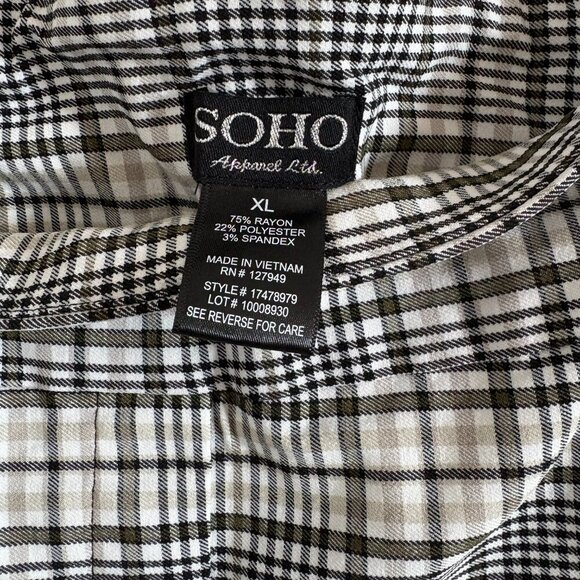 SOHO
Apparel Ltd.
XL
75% RAYON
22% POLYESTER
3% SPANDEX
MADE IN VIETNAM
RN# 127949
STYLE# 17478979
LOT# 10008930
SEE REVERSE FOR CARE